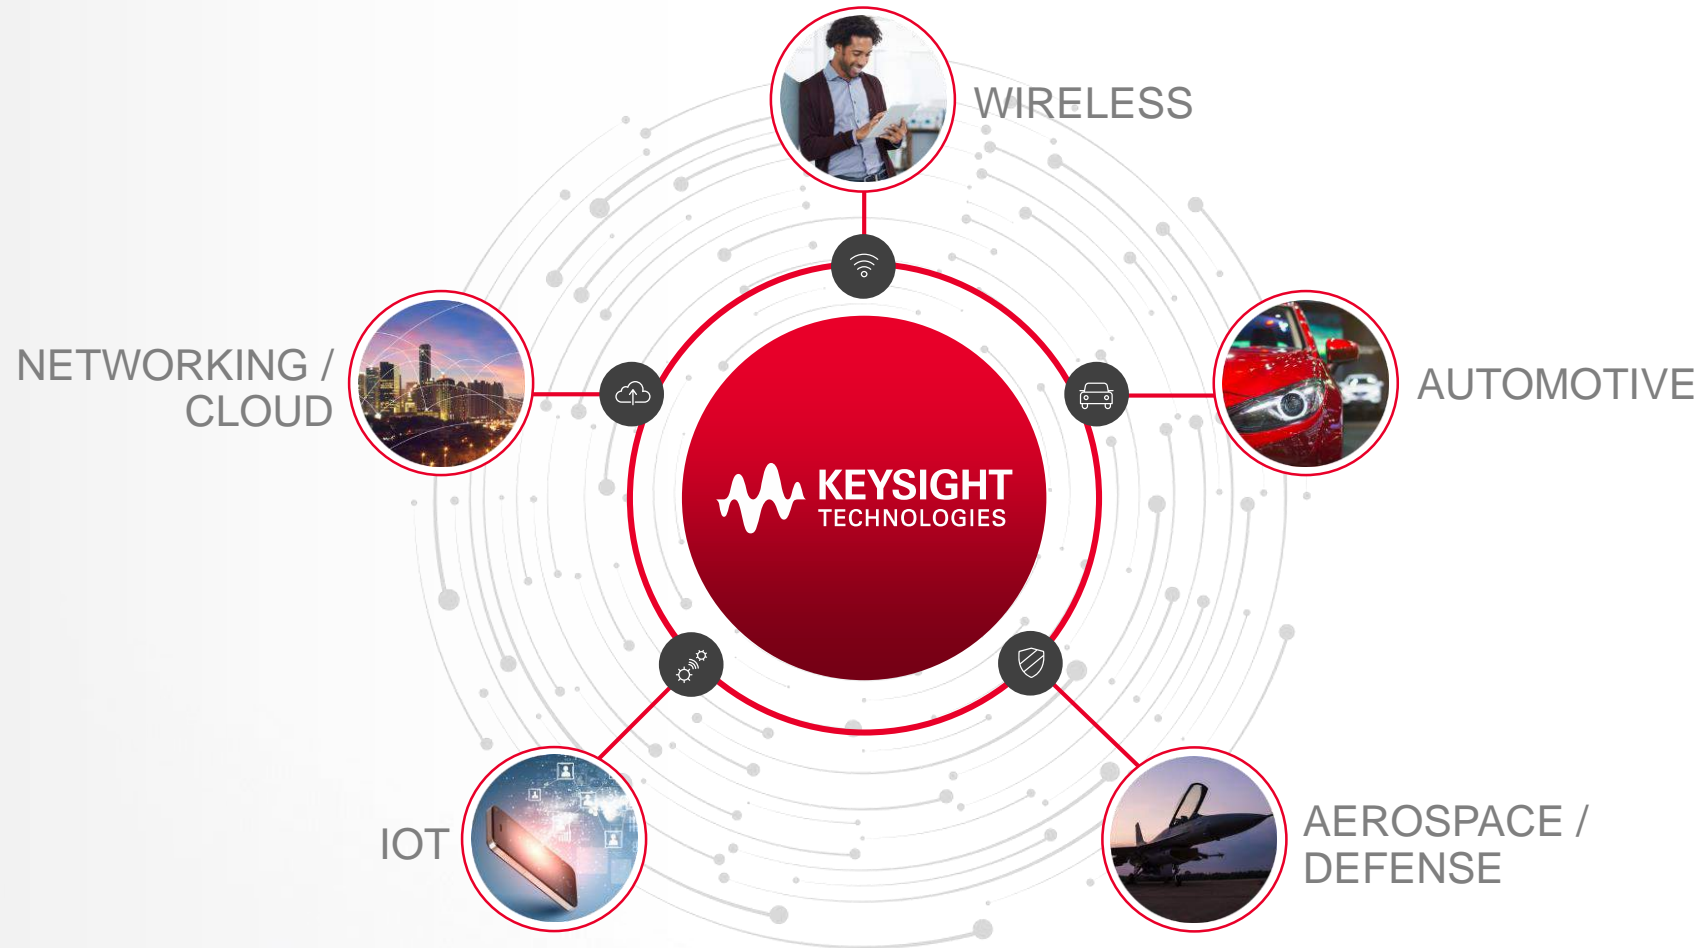 WIRELESS
NETWORKING /
CLOUD
AUTOMOTIVE
KEYSIGHT
TECHNOLOGIES
IOT
AEROSPACE /
DEFENSE